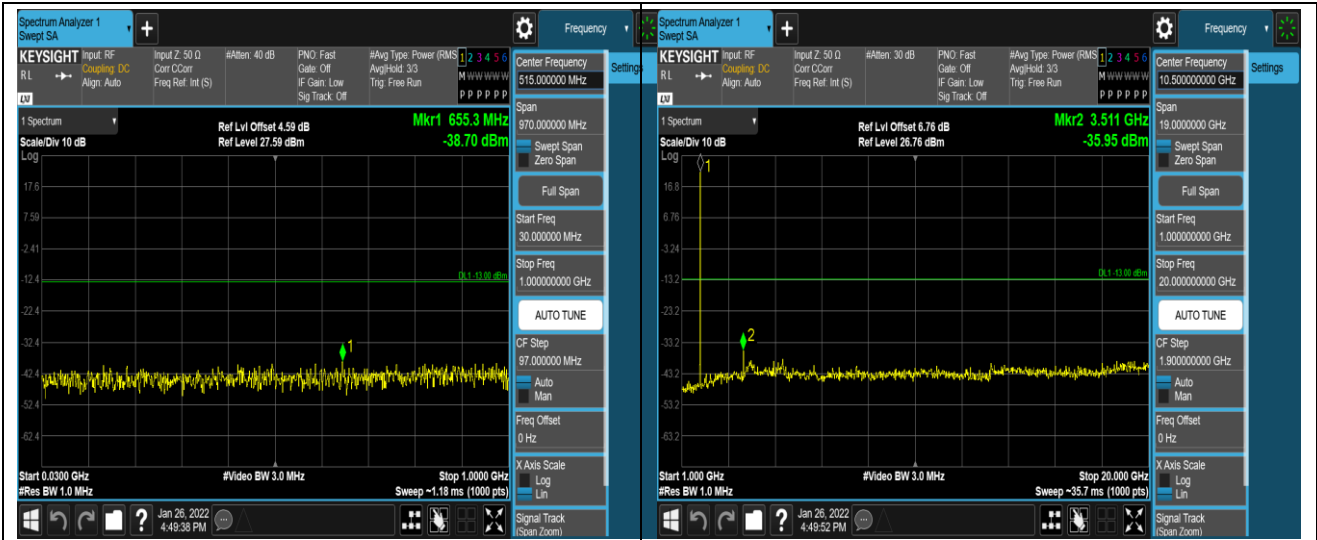 Spectrum Analyzer 1
Swept SA
Frequency
KEYSIGHT
Input: RF
Coupling: DC
Align: Auto
Input Z: 50 Ω
Corr CCorr
Freq Ref: Int (S)
#Atten: 40 dB
PNO: Fast
Gate: Off
IF Gain: Low
Sig Track: Off
#Avg Type: Power (RMS
Avg|Hold: 3/3
Trig: Free Run
1 2 3 4 5 6
M W W W W W
P P P P P P
RL
LXI
Center Frequency
515.000000 MHz
Settings
Span
970.000000 MHz
Swept Span
Zero Span
Full Span
Start Freq
30.000000 MHz
Stop Freq
1.000000000 GHz
AUTO TUNE
CF Step
97.000000 MHz
Auto
Man
Freq Offset
0 Hz
X Axis Scale
Log
Lin
Signal Track
(Span Zoom)
1 Spectrum
Scale/Div 10 dB
Log
Ref Lvl Offset 4.59 dB
Ref Level 27.59 dBm
Mkr1 655.3 MHz
-38.70 dBm
17.6
7.59
-2.41
-12.4
DL1 -13.00 dBm
-22.4
-32.4
1
-42.4
-52.4
-62.4
Start 0.0300 GHz
#Res BW 1.0 MHz
#Video BW 3.0 MHz
Stop 1.0000 GHz
Sweep ~1.18 ms (1000 pts)
?
Jan 26, 2022
4:49:38 PM
Spectrum Analyzer 1
Swept SA
Frequency
KEYSIGHT
Input: RF
Coupling: DC
Align: Auto
Input Z: 50 Ω
Corr CCorr
Freq Ref: Int (S)
#Atten: 30 dB
PNO: Fast
Gate: Off
IF Gain: Low
Sig Track: Off
#Avg Type: Power (RMS
Avg|Hold: 3/3
Trig: Free Run
1 2 3 4 5 6
M W W W W W
P P P P P P
RL
LXI
Center Frequency
10.500000000 GHz
Settings
Span
19.0000000 GHz
Swept Span
Zero Span
Full Span
Start Freq
1.000000000 GHz
Stop Freq
20.000000000 GHz
AUTO TUNE
CF Step
1.900000000 GHz
Auto
Man
Freq Offset
0 Hz
X Axis Scale
Log
Lin
Signal Track
(Span Zoom)
1 Spectrum
Scale/Div 10 dB
Log
Ref Lvl Offset 6.76 dB
Ref Level 26.76 dBm
Mkr2 3.511 GHz
-35.95 dBm
1
16.8
6.76
-3.24
-13.2
DL1 -13.00 dBm
-23.2
-33.2
2
-43.2
-53.2
-63.2
Start 1.000 GHz
#Res BW 1.0 MHz
#Video BW 3.0 MHz
Stop 20.000 GHz
Sweep ~35.7 ms (1000 pts)
?
Jan 26, 2022
4:49:52 PM